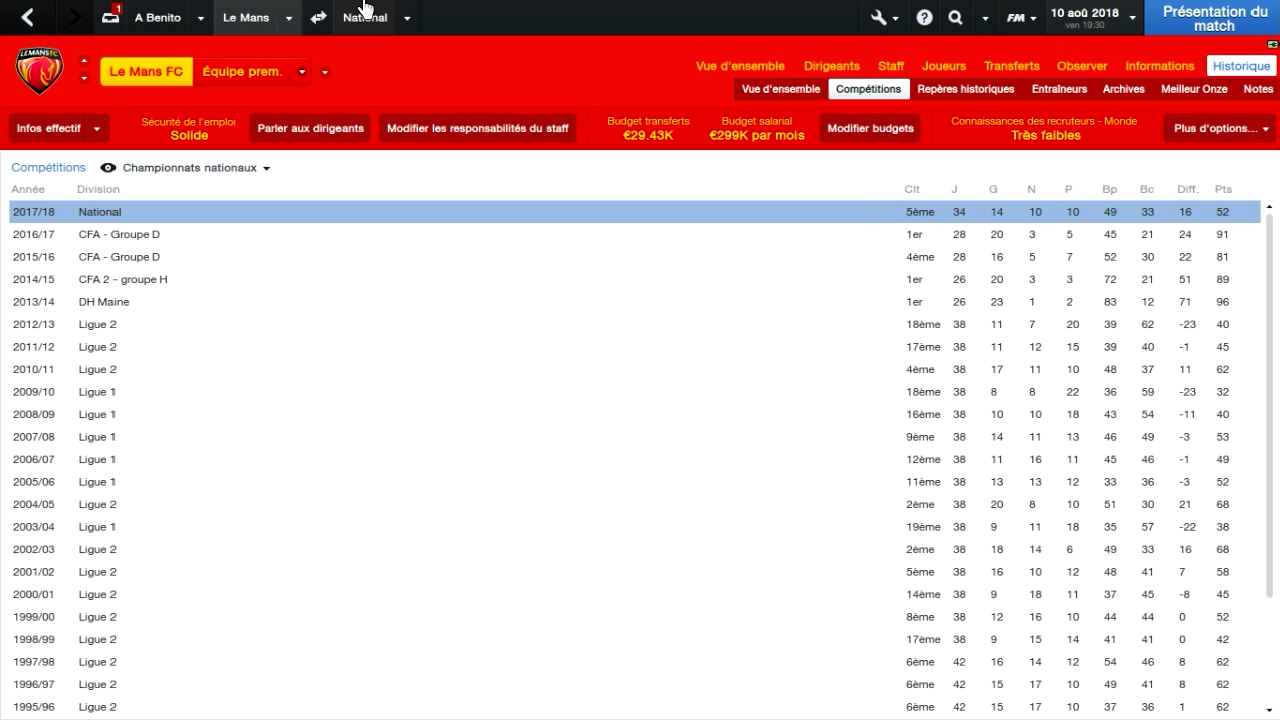 1 A Benito Le Mans National FM 10 aoû 2018 ven 19:30 Présentation du match
LEMANSFC Le Mans FC Équipe prem. Vue d'ensemble Dirigeants Staff Joueurs Transferts Observer Informations Historique
Vue d'ensemble Compétitions Repères historiques Entraîneurs Archives Meilleur Onze Notes
Infos effectif Sécurité de l'emploi Solide Parler aux dirigeants Modifier les responsabilités du staff Budget transferts €29.43K Budget salarial €299K par mois Modifier budgets Connaissances des recruteurs - Monde Très faibles Plus d'options...
Compétitions Championnats nationaux
Année Division Clt J G N P Bp Bc Diff. Pts
2017/18 National 5ème 34 14 10 10 49 33 16 52
2016/17 CFA - Groupe D 1er 28 20 3 5 45 21 24 91
2015/16 CFA - Groupe D 4ème 28 16 5 7 52 30 22 81
2014/15 CFA 2 - groupe H 1er 26 20 3 3 72 21 51 89
2013/14 DH Maine 1er 26 23 1 2 83 12 71 96
2012/13 Ligue 2 18ème 38 11 7 20 39 62 -23 40
2011/12 Ligue 2 17ème 38 11 12 15 39 40 -1 45
2010/11 Ligue 2 4ème 38 17 11 10 48 37 11 62
2009/10 Ligue 1 18ème 38 8 8 22 36 59 -23 32
2008/09 Ligue 1 16ème 38 10 10 18 43 54 -11 40
2007/08 Ligue 1 9ème 38 14 11 13 46 49 -3 53
2006/07 Ligue 1 12ème 38 11 16 11 45 46 -1 49
2005/06 Ligue 1 11ème 38 13 13 12 33 36 -3 52
2004/05 Ligue 2 2ème 38 20 8 10 51 30 21 68
2003/04 Ligue 1 19ème 38 9 11 18 35 57 -22 38
2002/03 Ligue 2 2ème 38 18 14 6 49 33 16 68
2001/02 Ligue 2 5ème 38 16 10 12 48 41 7 58
2000/01 Ligue 2 14ème 38 9 18 11 37 45 -8 45
1999/00 Ligue 2 8ème 38 12 16 10 44 44 0 52
1998/99 Ligue 2 17ème 38 9 15 14 41 41 0 42
1997/98 Ligue 2 6ème 42 16 14 12 54 46 8 62
1996/97 Ligue 2 6ème 42 15 17 10 49 41 8 62
1995/96 Ligue 2 6ème 42 15 17 10 37 36 1 62